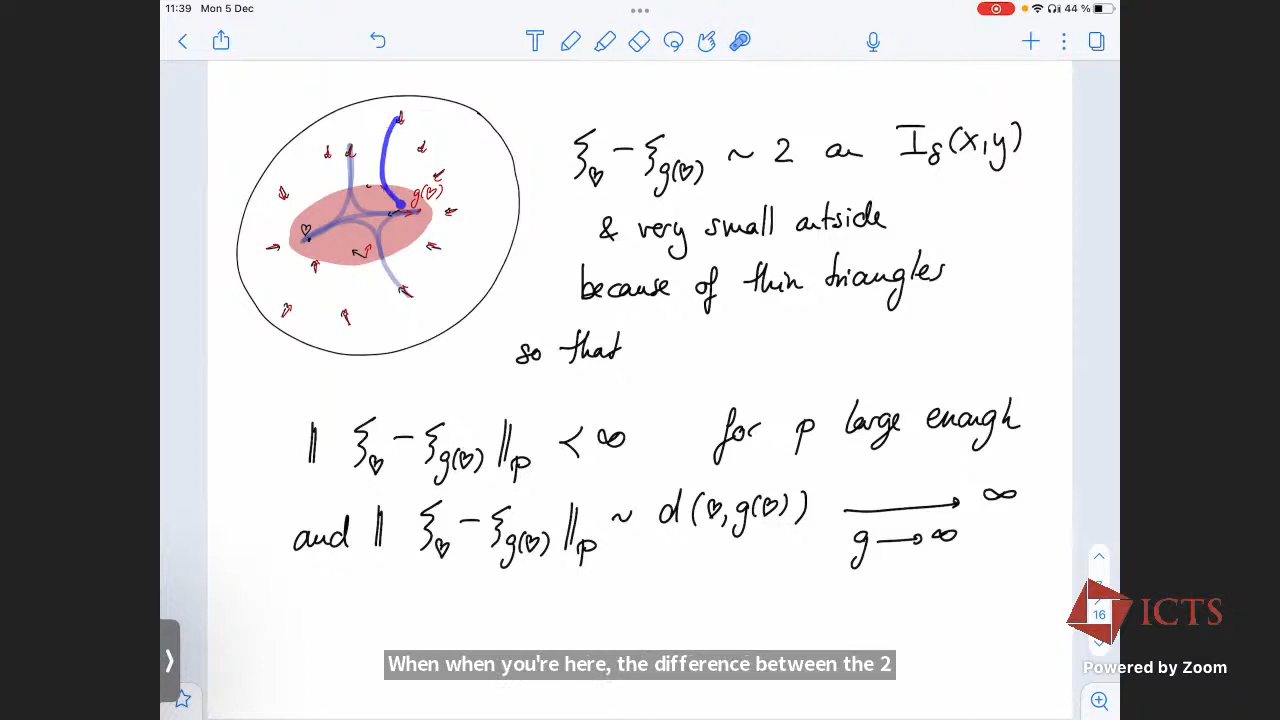 11:39 Mon 5 Dec
44 %
ξ♡ − ξg(♡) ~ 2 on Iδ(x,y)
& very small outside
because of thin triangles
so that
g(♡)
♡
‖ ξ♡ − ξg(♡) ‖p < ∞ for p large enough
and ‖ ξ♡ − ξg(♡) ‖p ~ d(♡, g(♡)) ⟶ ∞
g → ∞
16
ICTS
When when you're here, the difference between the 2
Powered by Zoom